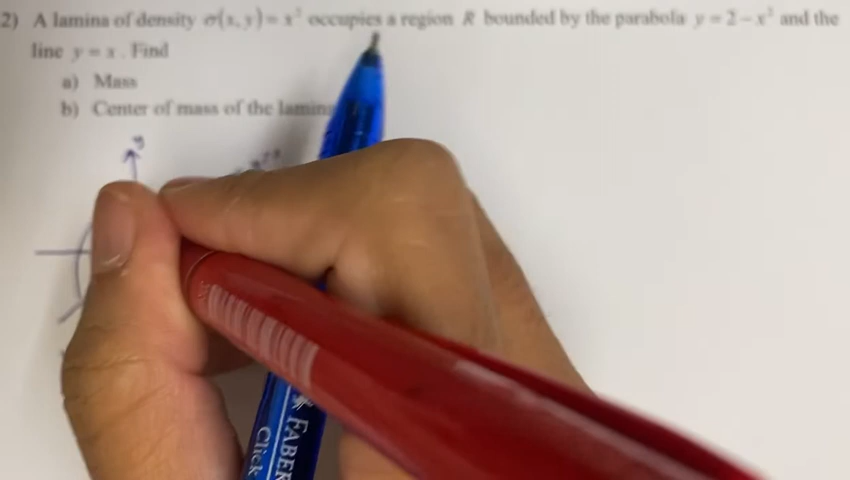 2) A lamina of density σ(x, y) = x² occupies a region R bounded by the parabola y = 2 – x² and the
line y = x . Find
a) Mass
b) Center of mass of the lamina
y
y=x
FABER
Click